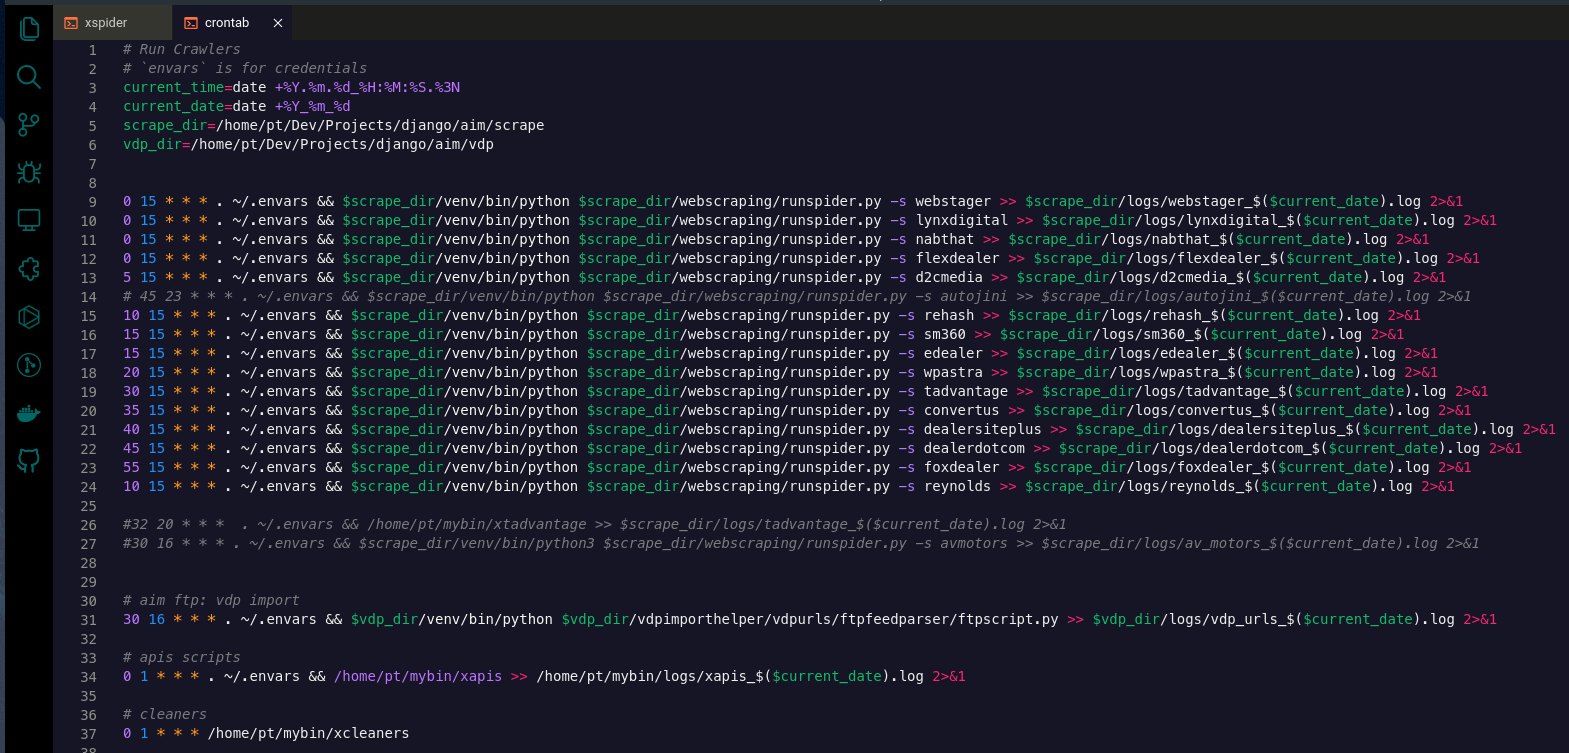 xspider
crontab
1 # Run Crawlers
2 # `envars` is for credentials
3 current_time=date +%Y.%m.%d_%H:%M:%S.%3N
4 current_date=date +%Y_%m_%d
5 scrape_dir=/home/pt/Dev/Projects/django/aim/scrape
6 vdp_dir=/home/pt/Dev/Projects/django/aim/vdp
7
8
9 0 15 * * * . ~/.envars && $scrape_dir/venv/bin/python $scrape_dir/webscraping/runspider.py -s webstager >> $scrape_dir/logs/webstager_$($current_date).log 2>&1
10 0 15 * * * . ~/.envars && $scrape_dir/venv/bin/python $scrape_dir/webscraping/runspider.py -s lynxdigital >> $scrape_dir/logs/lynxdigital_$($current_date).log 2>&1
11 0 15 * * * . ~/.envars && $scrape_dir/venv/bin/python $scrape_dir/webscraping/runspider.py -s nabthat >> $scrape_dir/logs/nabthat_$($current_date).log 2>&1
12 0 15 * * * . ~/.envars && $scrape_dir/venv/bin/python $scrape_dir/webscraping/runspider.py -s flexdealer >> $scrape_dir/logs/flexdealer_$($current_date).log 2>&1
13 5 15 * * * . ~/.envars && $scrape_dir/venv/bin/python $scrape_dir/webscraping/runspider.py -s d2cmedia >> $scrape_dir/logs/d2cmedia_$($current_date).log 2>&1
14 # 45 23 * * * . ~/.envars && $scrape_dir/venv/bin/python $scrape_dir/webscraping/runspider.py -s autojini >> $scrape_dir/logs/autojini_$($current_date).log 2>&1
15 10 15 * * * . ~/.envars && $scrape_dir/venv/bin/python $scrape_dir/webscraping/runspider.py -s rehash >> $scrape_dir/logs/rehash_$($current_date).log 2>&1
16 15 15 * * * . ~/.envars && $scrape_dir/venv/bin/python $scrape_dir/webscraping/runspider.py -s sm360 >> $scrape_dir/logs/sm360_$($current_date).log 2>&1
17 15 15 * * * . ~/.envars && $scrape_dir/venv/bin/python $scrape_dir/webscraping/runspider.py -s edealer >> $scrape_dir/logs/edealer_$($current_date).log 2>&1
18 20 15 * * * . ~/.envars && $scrape_dir/venv/bin/python $scrape_dir/webscraping/runspider.py -s wpastra >> $scrape_dir/logs/wpastra_$($current_date).log 2>&1
19 30 15 * * * . ~/.envars && $scrape_dir/venv/bin/python $scrape_dir/webscraping/runspider.py -s tadvantage >> $scrape_dir/logs/tadvantage_$($current_date).log 2>&1
20 35 15 * * * . ~/.envars && $scrape_dir/venv/bin/python $scrape_dir/webscraping/runspider.py -s convertus >> $scrape_dir/logs/convertus_$($current_date).log 2>&1
21 40 15 * * * . ~/.envars && $scrape_dir/venv/bin/python $scrape_dir/webscraping/runspider.py -s dealersiteplus >> $scrape_dir/logs/dealersiteplus_$($current_date).log 2>&1
22 45 15 * * * . ~/.envars && $scrape_dir/venv/bin/python $scrape_dir/webscraping/runspider.py -s dealerdotcom >> $scrape_dir/logs/dealerdotcom_$($current_date).log 2>&1
23 55 15 * * * . ~/.envars && $scrape_dir/venv/bin/python $scrape_dir/webscraping/runspider.py -s foxdealer >> $scrape_dir/logs/foxdealer_$($current_date).log 2>&1
24 10 15 * * * . ~/.envars && $scrape_dir/venv/bin/python $scrape_dir/webscraping/runspider.py -s reynolds >> $scrape_dir/logs/reynolds_$($current_date).log 2>&1
25
26 #32 20 * * *  . ~/.envars && /home/pt/mybin/xtadvantage >> $scrape_dir/logs/tadvantage_$($current_date).log 2>&1
27 #30 16 * * * . ~/.envars && $scrape_dir/venv/bin/python3 $scrape_dir/webscraping/runspider.py -s avmotors >> $scrape_dir/logs/av_motors_$($current_date).log 2>&1
28
29
30 # aim ftp: vdp import
31 30 16 * * * . ~/.envars && $vdp_dir/venv/bin/python $vdp_dir/vdpimporthelper/vdpurls/ftpfeedparser/ftpscript.py >> $vdp_dir/logs/vdp_urls_$($current_date).log 2>&1
32
33 # apis scripts
34 0 1 * * * . ~/.envars && /home/pt/mybin/xapis >> /home/pt/mybin/logs/xapis_$($current_date).log 2>&1
35
36 # cleaners
37 0 1 * * * /home/pt/mybin/xcleaners
38